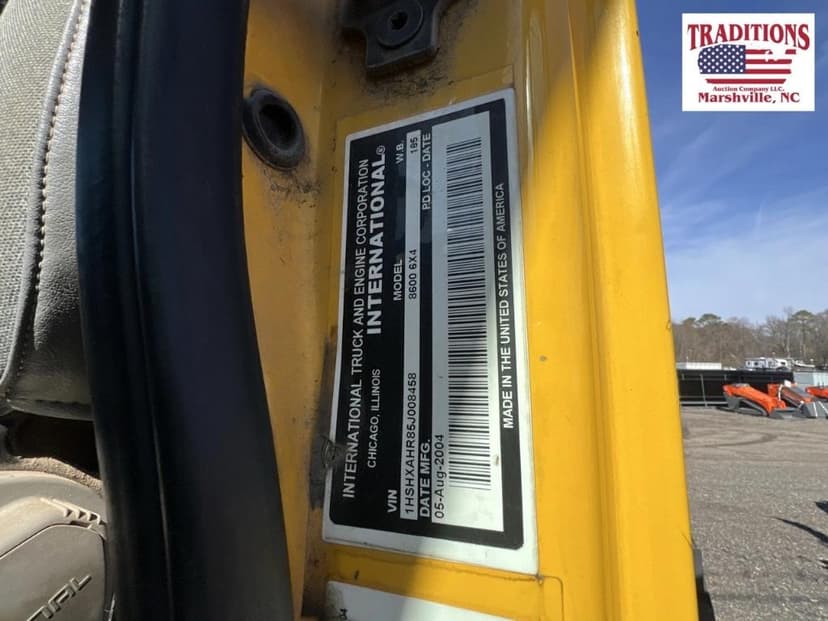 TRADITIONS
Auction Company LLC.
Marshville, NC
INTERNATIONAL TRUCK AND ENGINE CORPORATION
CHICAGO, ILLINOIS
INTERNATIONAL®
VIN MODEL W.B.
1HSHXAHR85J008458 8600 6X4 185
DATE MFG. PD LOC - DATE
05-Aug-2004
MADE IN THE UNITED STATES OF AMERICA